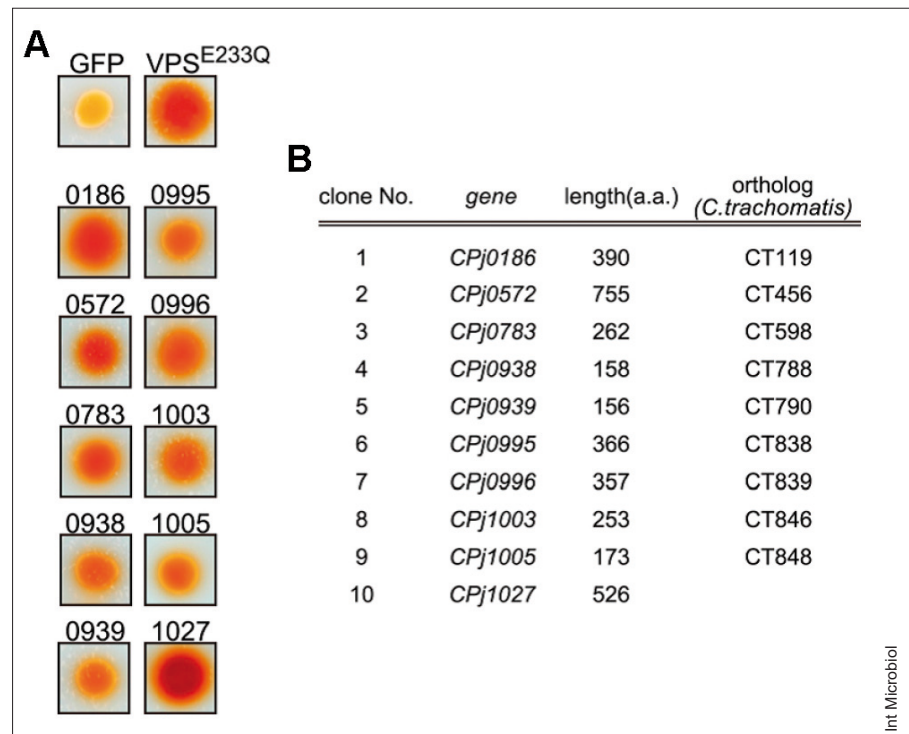 A
GFP VPS^E233Q
0186 0995
0572 0996
0783 1003
0938 1005
0939 1027
B
clone No. gene length(a.a.) ortholog
(C.trachomatis)
1 CPj0186 390 CT119
2 CPj0572 755 CT456
3 CPj0783 262 CT598
4 CPj0938 158 CT788
5 CPj0939 156 CT790
6 CPj0995 366 CT838
7 CPj0996 357 CT839
8 CPj1003 253 CT846
9 CPj1005 173 CT848
10 CPj1027 526
Int Microbiol